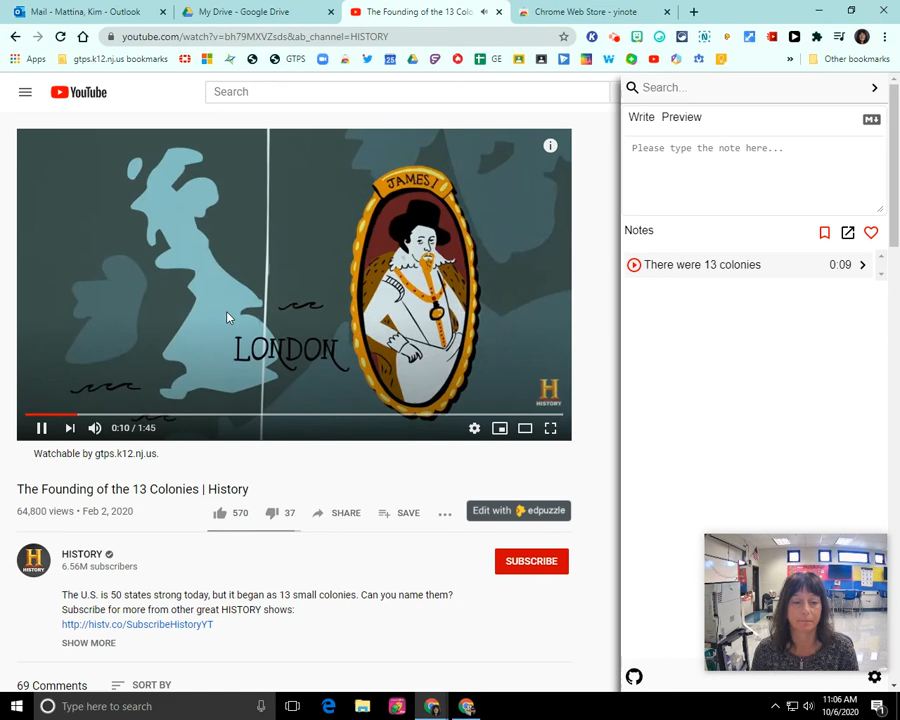 Mail - Mattina, Kim - Outlook
My Drive - Google Drive
The Founding of the 13 Colo
Chrome Web Store - yinote
youtube.com/watch?v=bh79MXVZsds&ab_channel=HISTORY
Apps
gtps.k12.nj.us bookmarks
GTPS
GE
Other bookmarks
YouTube
Search
Search...
Write Preview
Please type the note here...
Notes
There were 13 colonies 0:09
JAMES I
LONDON
HISTORY
0:10 / 1:45
Watchable by gtps.k12.nj.us.
The Founding of the 13 Colonies | History
64,800 views • Feb 2, 2020
570
37
SHARE
SAVE
Edit with edpuzzle
HISTORY
6.56M subscribers
SUBSCRIBE
The U.S. is 50 states strong today, but it began as 13 small colonies. Can you name them?
Subscribe for more from other great HISTORY shows:
http://histv.co/SubscribeHistoryYT
SHOW MORE
69 Comments
SORT BY
Type here to search
11:06 AM
10/6/2020